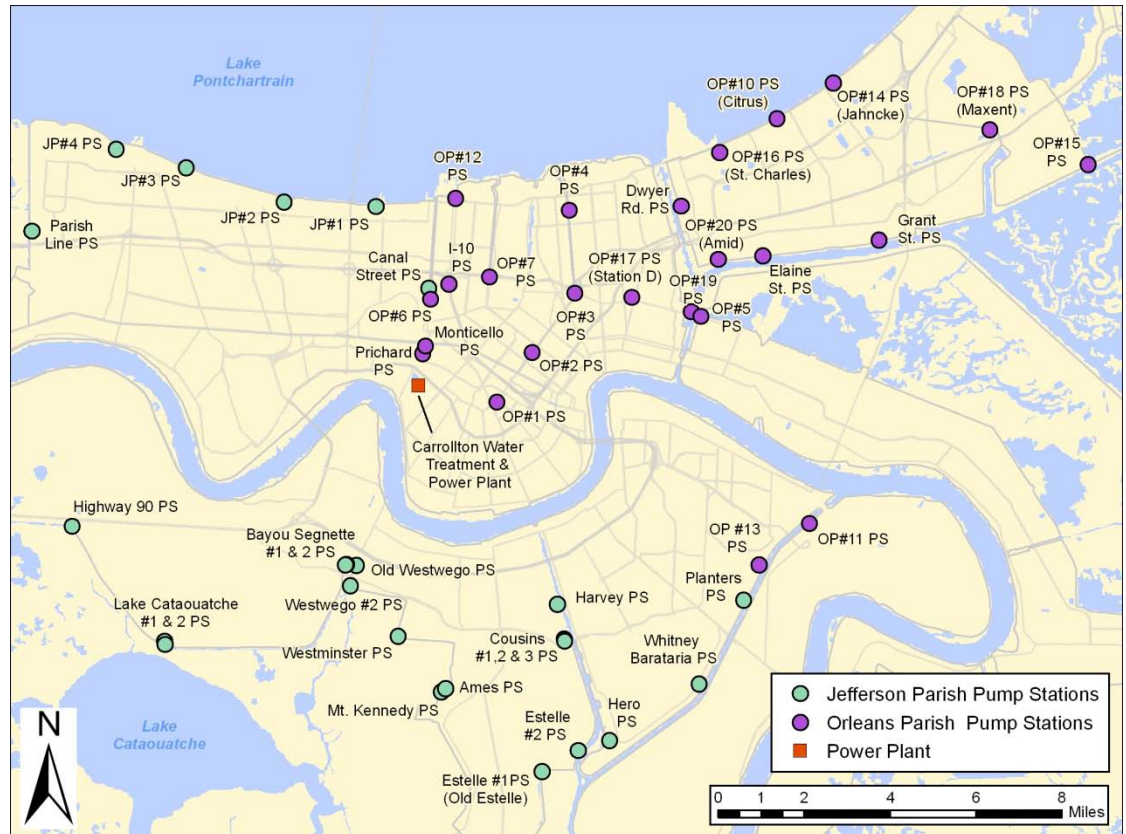 Lake
Pontchartrain
OP#10 PS
(Citrus)
OP#14 PS
(Jahncke)
OP#18 PS
(Maxent)
OP#15
PS
JP#4 PS
JP#3 PS
OP#12
PS
OP#4
PS
OP#16 PS
(St. Charles)
Dwyer
Rd. PS
JP#2 PS
JP#1 PS
Parish
Line PS
OP#20 PS
(Amid)
Grant
St. PS
Canal
Street PS
I-10
PS
OP#7
PS
OP#17 PS
(Station D)
Elaine
St. PS
OP#19
PS
OP#5
PS
OP#6 PS
OP#3
PS
Monticello
PS
Prichard
PS
OP#2 PS
OP#1 PS
Carrollton Water
Treatment &
Power Plant
Highway 90 PS
Bayou Segnette
#1 & 2 PS
Old Westwego PS
OP #13
PS
OP#11 PS
Planters
PS
Westwego #2 PS
Lake Cataouatche
#1 & 2 PS
Harvey PS
Westminster PS
Cousins
#1,2 & 3 PS
Whitney
Barataria PS
Ames PS
Mt. Kennedy PS
Hero
PS
Estelle
#2 PS
Lake
Cataouatche
Estelle #1PS
(Old Estelle)
N
Jefferson Parish Pump Stations
Orleans Parish  Pump Stations
Power Plant
0 1 2 4 6 8
Miles